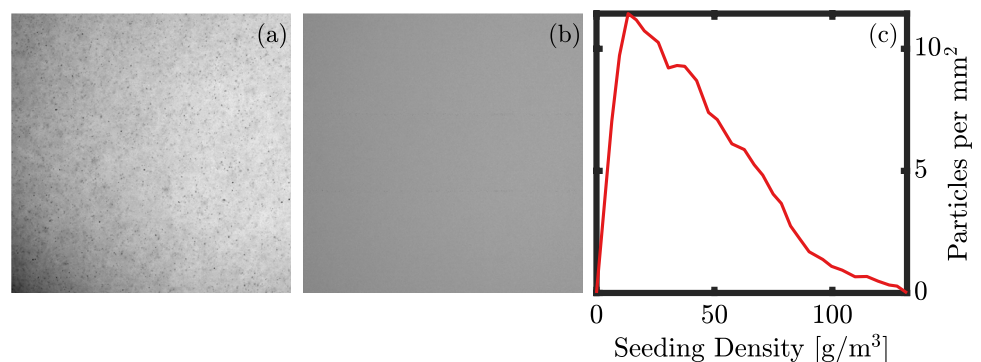 (a)
(b)
(c)
10
5
0
Particles per mm²
0 50 100
Seeding Density [g/m³]